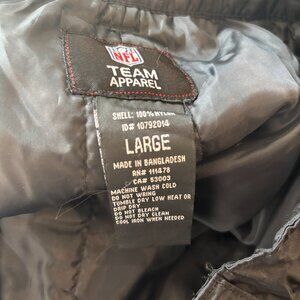 NFL
TEAM
APPAREL
SHELL: 100% NYLON
ID# 10792014
LARGE
MADE IN BANGLADESH
RN# 111478
CA# 53003
MACHINE WASH COLD
DO NOT WRING
TUMBLE DRY LOW HEAT OR
DRIP DRY
DO NOT BLEACH
DO NOT DRY CLEAN
COOL IRON WHEN NEEDED